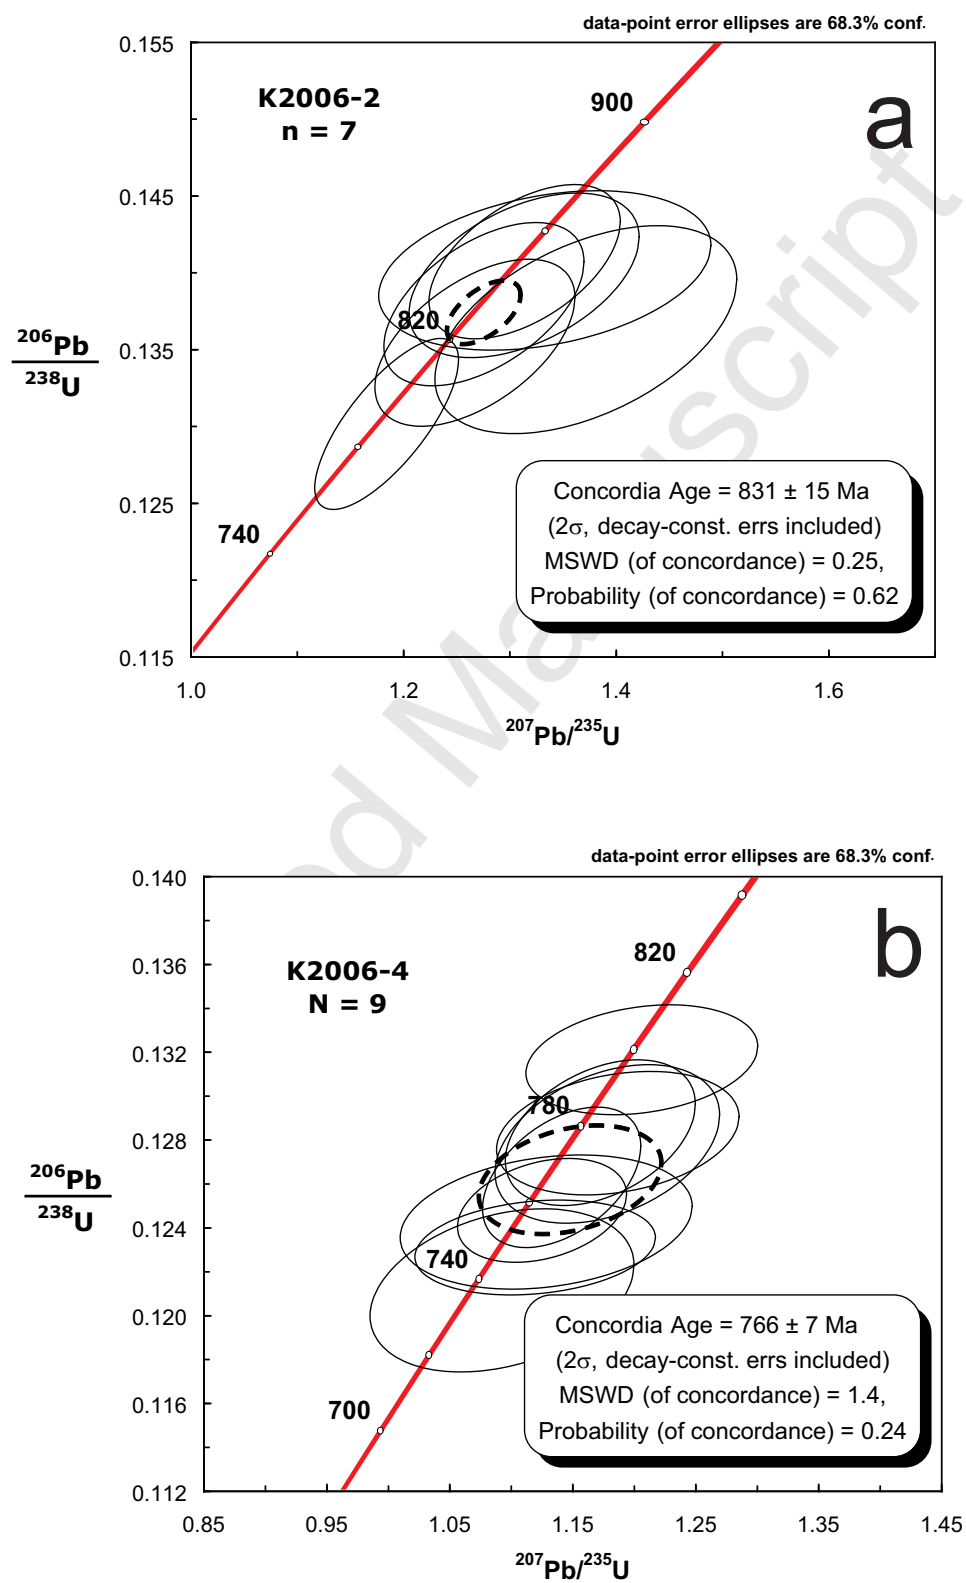 data-point error ellipses are 68.3% conf.
0.155
K2006-2
n = 7
900
a
0.145
820
206Pb
238U
0.135
0.125
740
Concordia Age = 831 ± 15 Ma
(2σ, decay-const. errs included)
MSWD (of concordance) = 0.25,
Probability (of concordance) = 0.62
0.115
1.0 1.2 1.4 1.6
207Pb/235U
data-point error ellipses are 68.3% conf.
0.140
b
820
0.136
K2006-4
N = 9
0.132
780
0.128
206Pb
238U
0.124
740
0.120
Concordia Age = 766 ± 7 Ma
(2σ, decay-const. errs included)
MSWD (of concordance) = 1.4,
Probability (of concordance) = 0.24
0.116
700
0.112
0.85 0.95 1.05 1.15 1.25 1.35 1.45
207Pb/235U